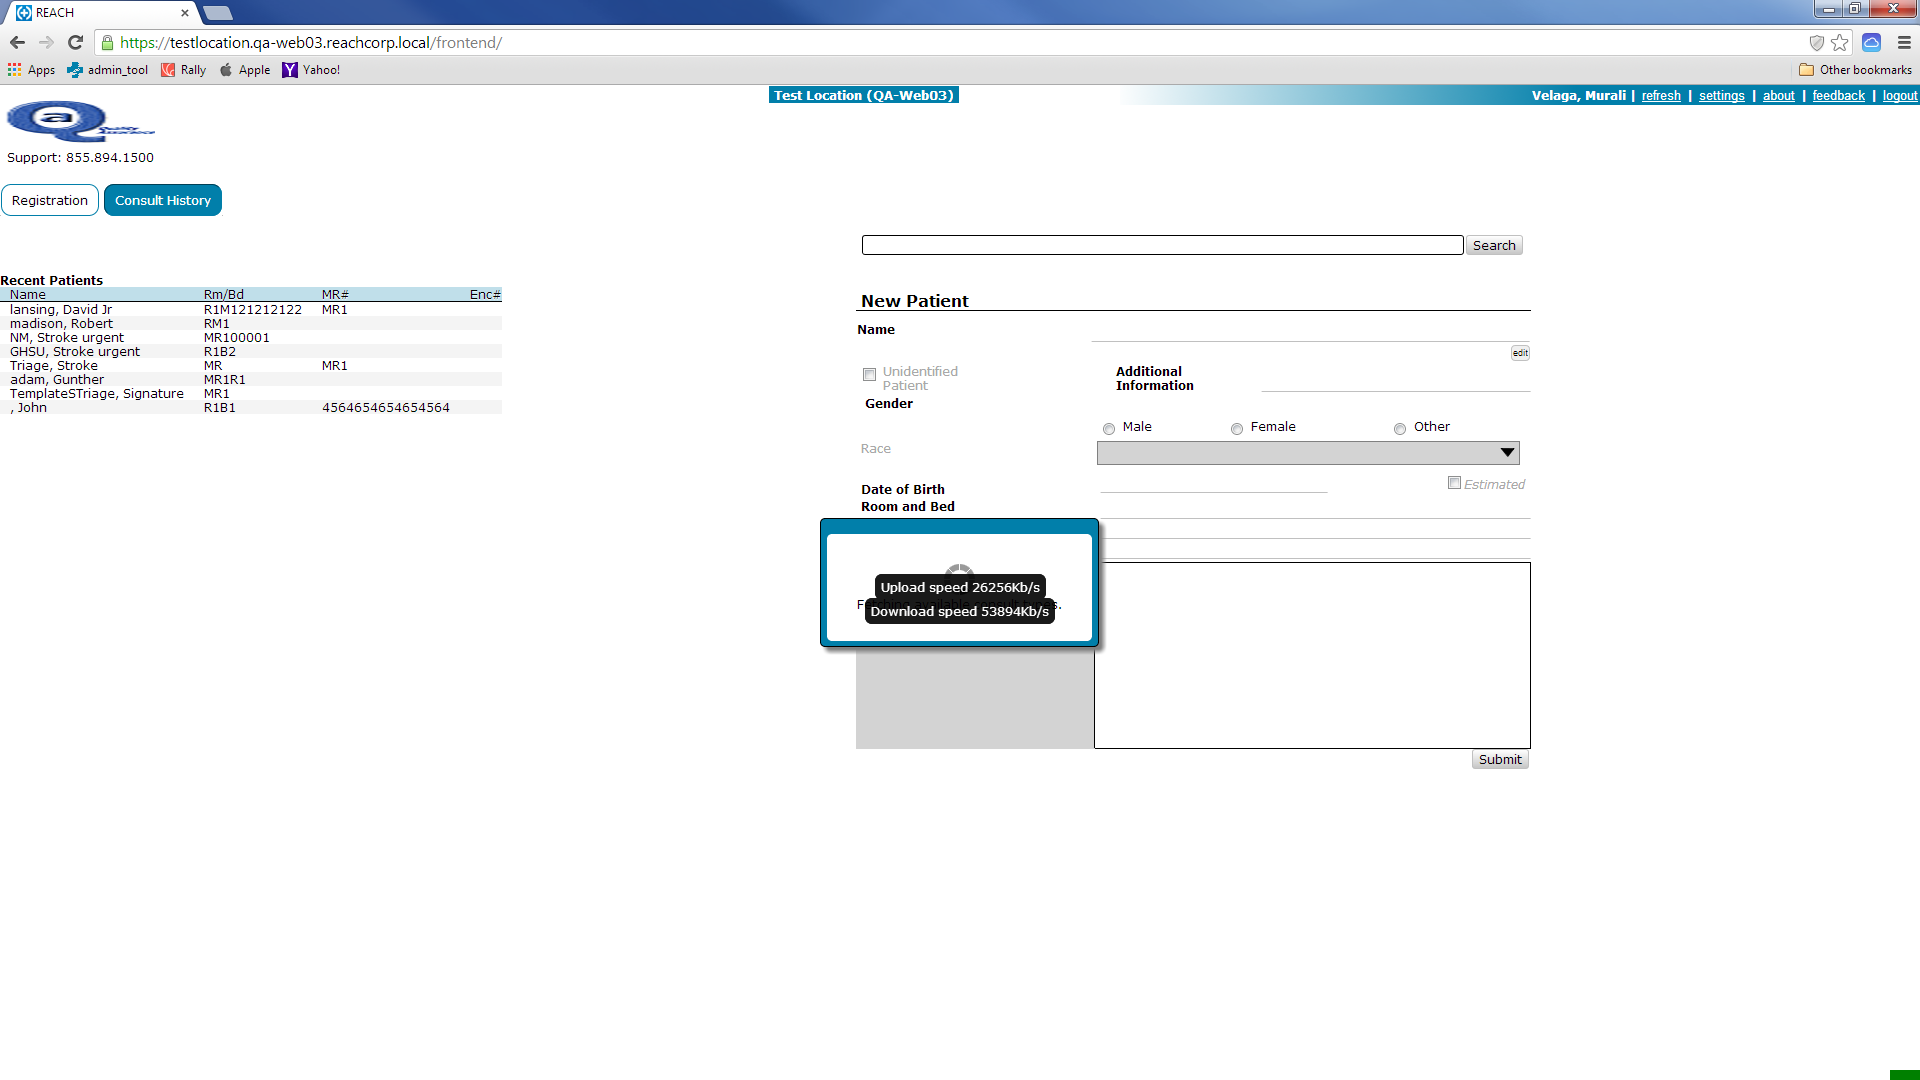 REACH
https://testlocation.qa-web03.reachcorp.local/frontend/
Apps admin_tool Rally Apple Yahoo! Other bookmarks
Test Location (QA-Web03) Velaga, Murali | refresh | settings | about | feedback | logout
a
Support: 855.894.1500
Registration Consult History
Search
Recent Patients
Name Rm/Bd MR# Enc#
lansing, David Jr R1M121212122 MR1
madison, Robert RM1
NM, Stroke urgent MR100001
GHSU, Stroke urgent R1B2
Triage, Stroke MR MR1
adam, Gunther MR1R1
TemplateSTriage, Signature MR1
, John R1B1 4564654654654564
New Patient
Name
edit
Unidentified
Patient
Additional
Information
Gender
Male Female Other
Race
Date of Birth Estimated
Room and Bed
Upload speed 26256Kb/s
Download speed 53894Kb/s
Submit